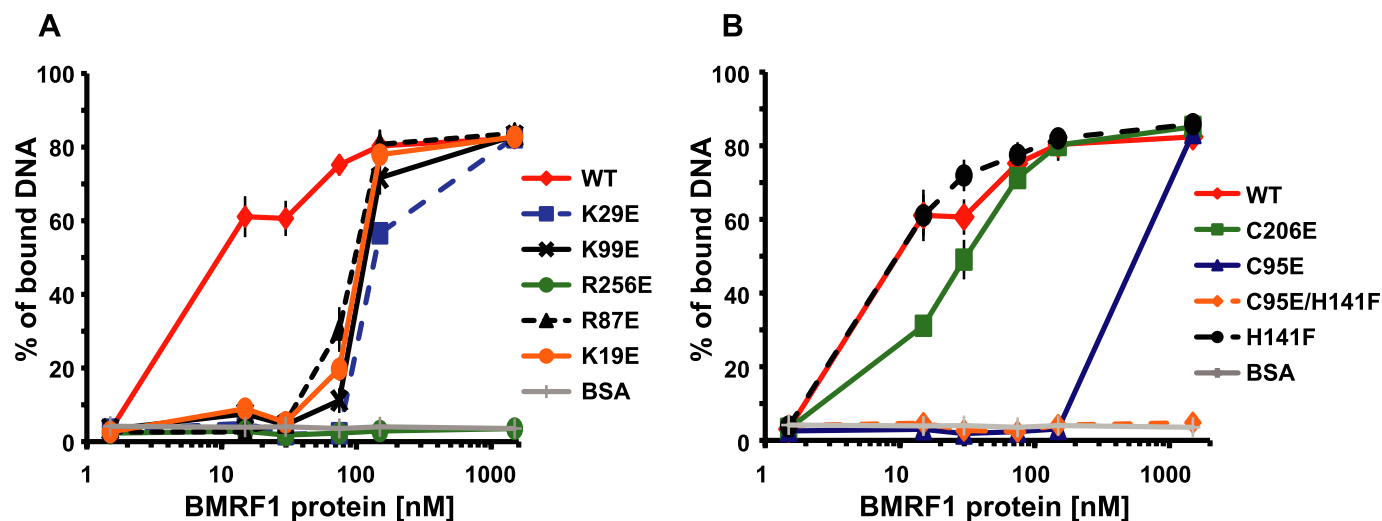 A
% of bound DNA
100
80
60
40
20
0
1
10
100
1000
BMRF1 protein [nM]
WT
K29E
K99E
R256E
R87E
K19E
BSA
B
% of bound DNA
100
80
60
40
20
0
1
10
100
1000
BMRF1 protein [nM]
WT
C206E
C95E
C95E/H141F
H141F
BSA